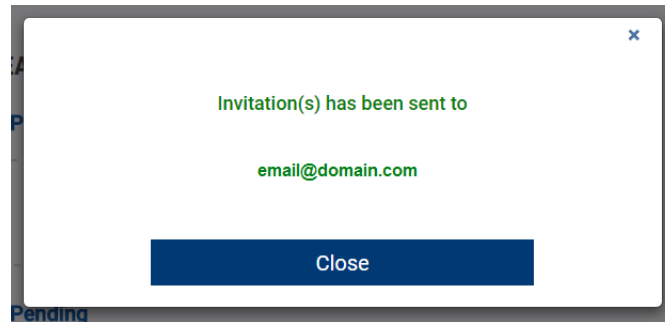 ×
Invitation(s) has been sent to
email@domain.com
Close
Pending